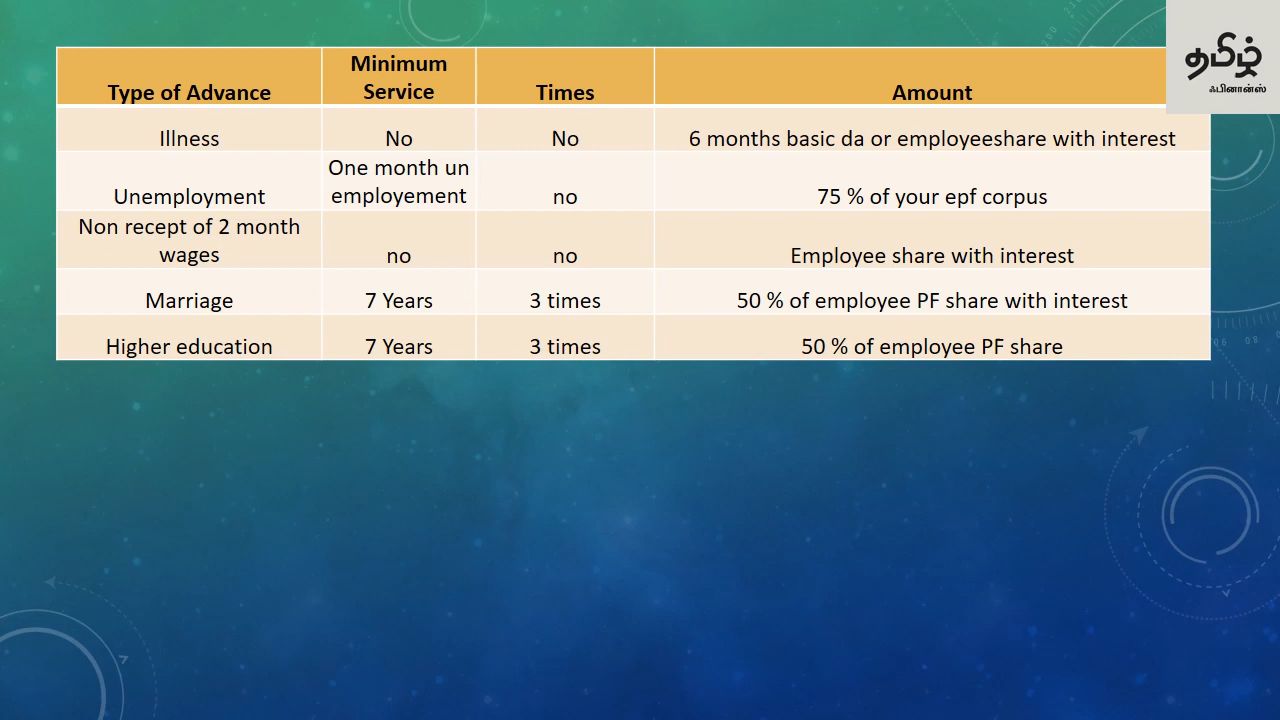 தமிழ்
ஃபினான்ஸ்
Type of Advance Minimum Service Times Amount
Illness No No 6 months basic da or employeeshare with interest
Unemployment One month un employement no 75 % of your epf corpus
Non recept of 2 month wages no no Employee share with interest
Marriage 7 Years 3 times 50 % of employee PF share with interest
Higher education 7 Years 3 times 50 % of employee PF share